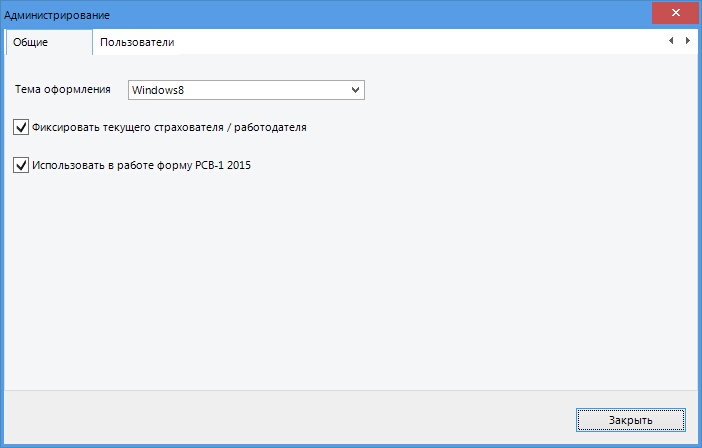 Администрирование
Общие
Пользователи
Тема оформления
Windows8
Фиксировать текущего страхователя / работодателя
Использовать в работе форму РСВ-1 2015
Закрыть